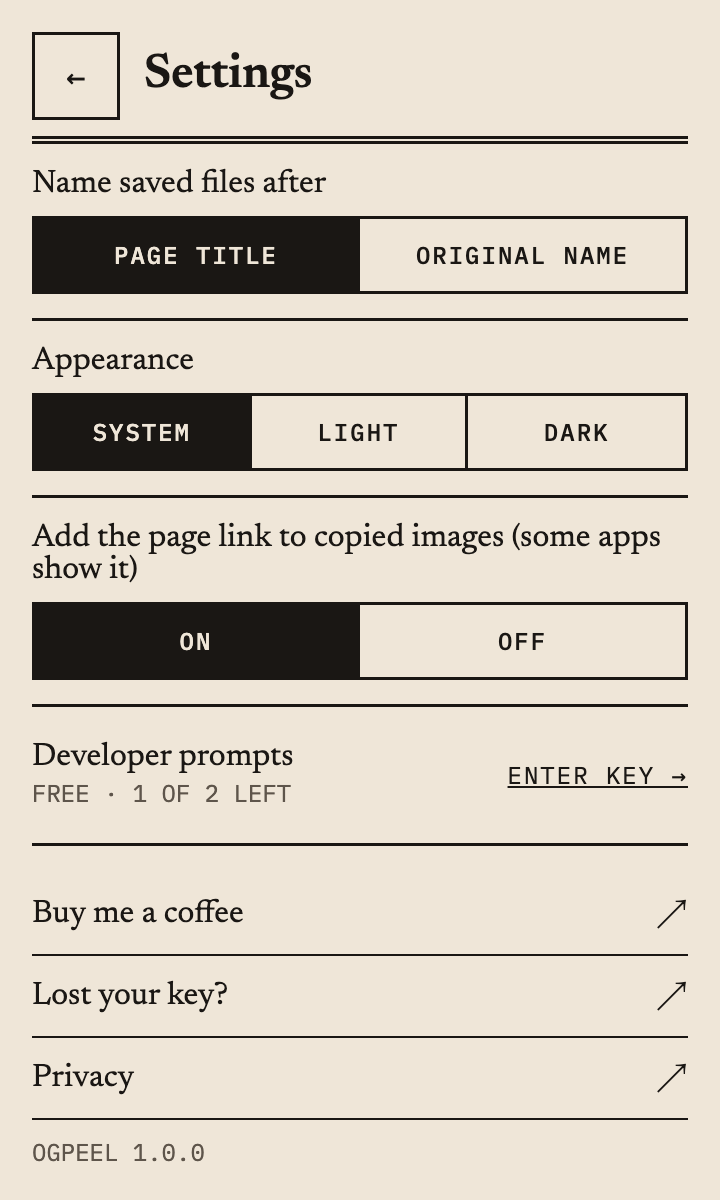 ←
Settings
Name saved files after
PAGE TITLE
ORIGINAL NAME
Appearance
SYSTEM
LIGHT
DARK
Add the page link to copied images (some apps
show it)
ON
OFF
Developer prompts
FREE · 1 OF 2 LEFT
ENTER KEY →
Buy me a coffee ↗
Lost your key? ↗
Privacy ↗
OGPEEL 1.0.0